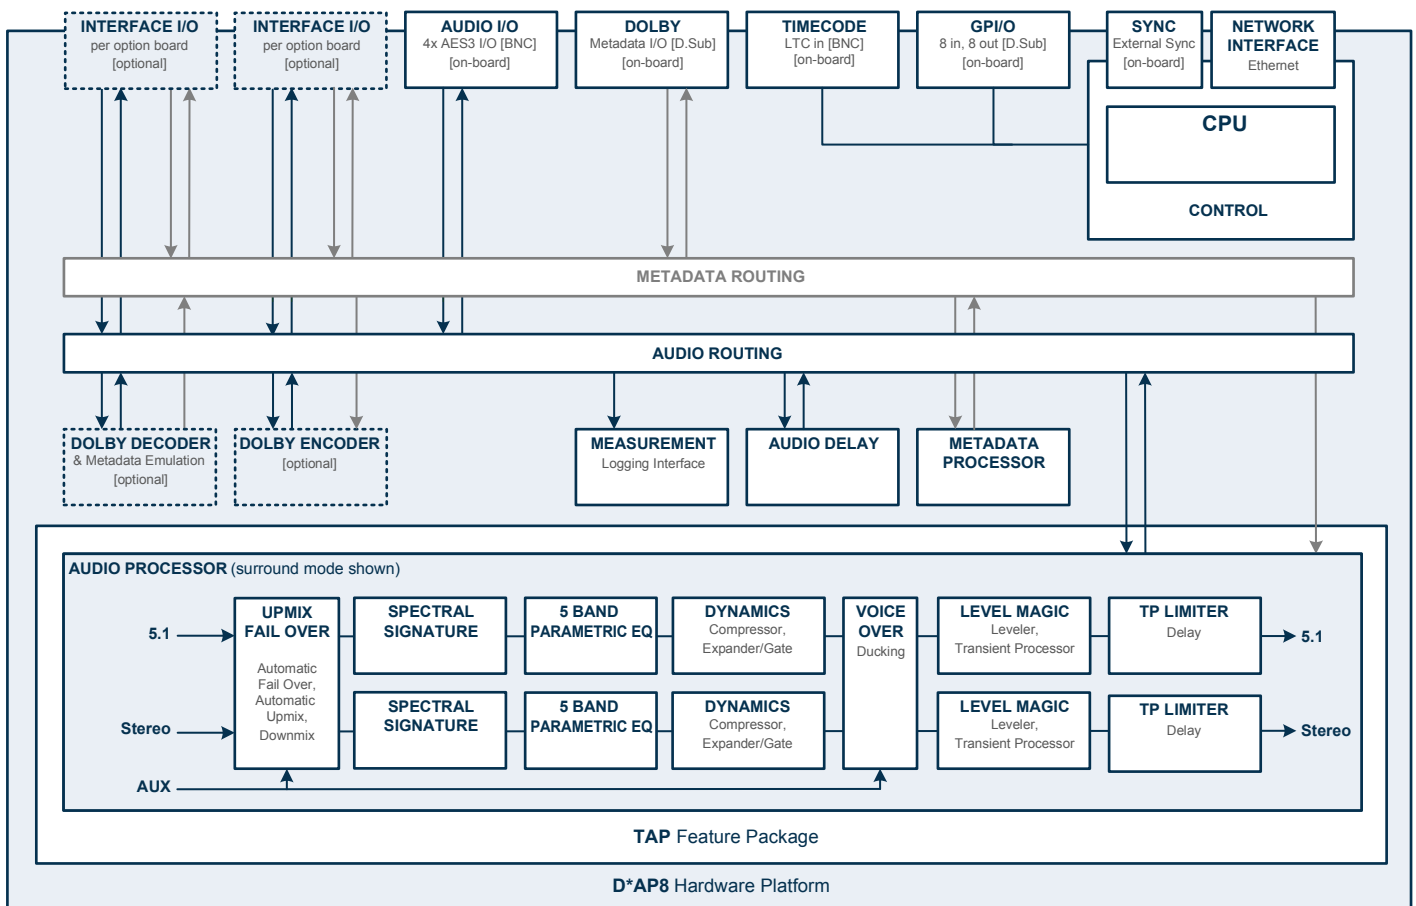 INTERFACE I/O
per option board
[optional]
INTERFACE I/O
per option board
[optional]
AUDIO I/O
4x AES3 I/O [BNC]
[on-board]
DOLBY
Metadata I/O [D.Sub]
[on-board]
TIMECODE
LTC in [BNC]
[on-board]
GPI/O
8 in, 8 out [D.Sub]
[on-board]
SYNC
External Sync
[on-board]
NETWORK
INTERFACE
Ethernet
CPU
CONTROL
METADATA ROUTING
AUDIO ROUTING
DOLBY DECODER
& Metadata Emulation
[optional]
DOLBY ENCODER
[optional]
MEASUREMENT
Logging Interface
AUDIO DELAY
METADATA
PROCESSOR
AUDIO PROCESSOR (surround mode shown)
5.1
Stereo
AUX
UPMIX
FAIL OVER
Automatic
Fail Over,
Automatic
Upmix,
Downmix
SPECTRAL
SIGNATURE
5 BAND
PARAMETRIC EQ
DYNAMICS
Compressor,
Expander/Gate
VOICE
OVER
Ducking
LEVEL MAGIC
Leveler,
Transient Processor
TP LIMITER
Delay
5.1
SPECTRAL
SIGNATURE
5 BAND
PARAMETRIC EQ
DYNAMICS
Compressor,
Expander/Gate
LEVEL MAGIC
Leveler,
Transient Processor
TP LIMITER
Delay
Stereo
TAP Feature Package
D*AP8 Hardware Platform